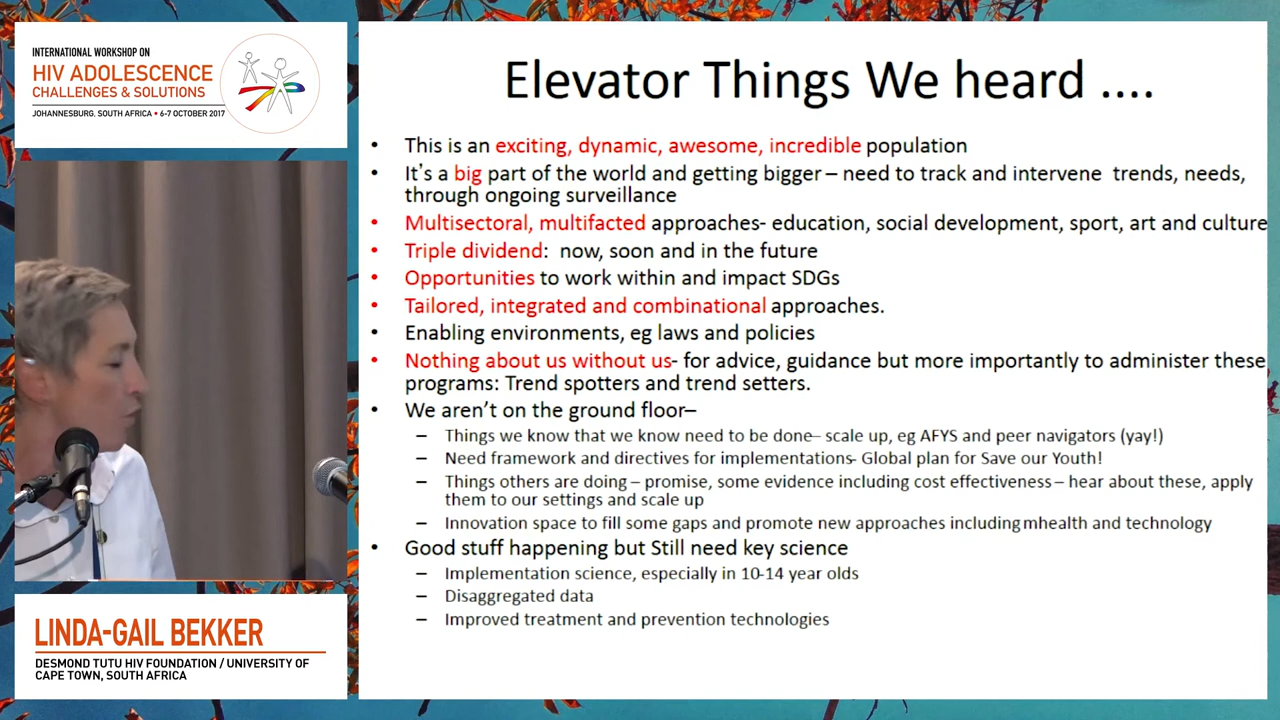 INTERNATIONAL WORKSHOP ON
HIV ADOLESCENCE
CHALLENGES & SOLUTIONS
JOHANNESBURG, SOUTH AFRICA • 6-7 OCTOBER 2017
Elevator Things We heard ....
• This is an exciting, dynamic, awesome, incredible population
• It's a big part of the world and getting bigger – need to track and intervene trends, needs,
through ongoing surveillance
• Multisectoral, multifacted approaches- education, social development, sport, art and culture
• Triple dividend: now, soon and in the future
• Opportunities to work within and impact SDGs
• Tailored, integrated and combinational approaches.
• Enabling environments, eg laws and policies
• Nothing about us without us- for advice, guidance but more importantly to administer these
programs: Trend spotters and trend setters.
• We aren't on the ground floor–
– Things we know that we know need to be done– scale up, eg AFYS and peer navigators (yay!)
– Need framework and directives for implementations- Global plan for Save our Youth!
– Things others are doing – promise, some evidence including cost effectiveness – hear about these, apply
them to our settings and scale up
– Innovation space to fill some gaps and promote new approaches including mhealth and technology
• Good stuff happening but Still need key science
– Implementation science, especially in 10-14 year olds
– Disaggregated data
– Improved treatment and prevention technologies
LINDA-GAIL BEKKER
DESMOND TUTU HIV FOUNDATION / UNIVERSITY OF
CAPE TOWN, SOUTH AFRICA